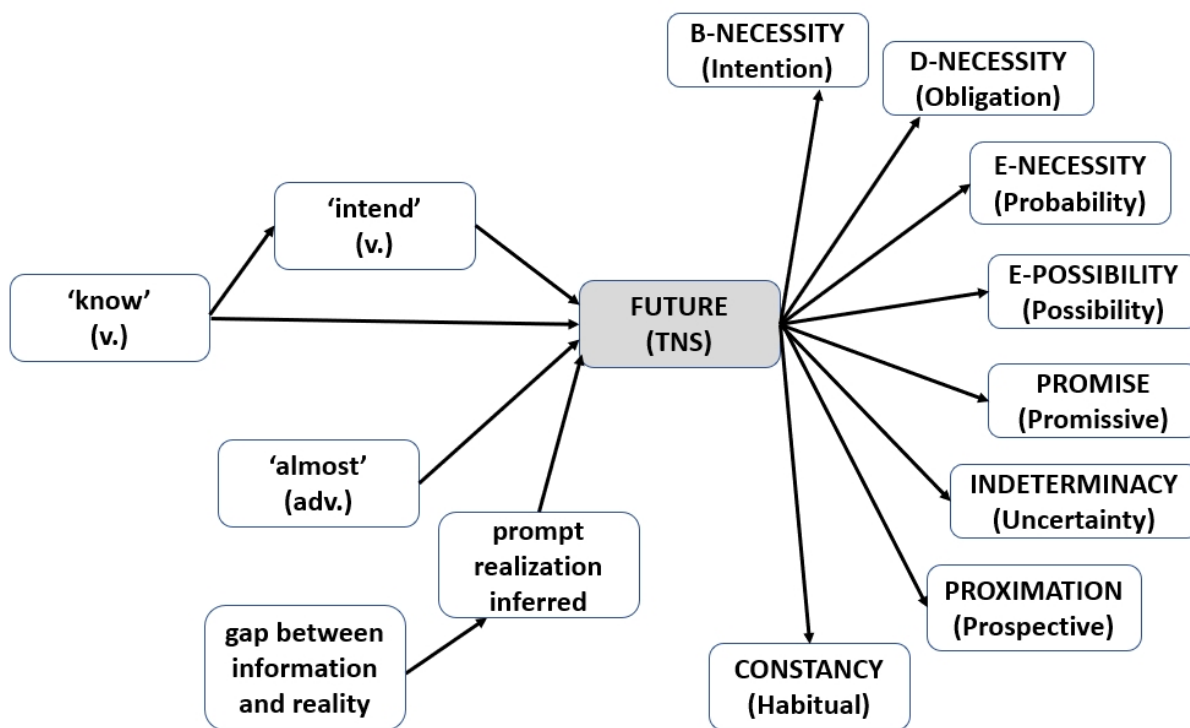 B-NECESSITY
(Intention)
D-NECESSITY
(Obligation)
E-NECESSITY
(Probability)
‘intend’
(v.)
‘know’
(v.)
FUTURE
(TNS)
E-POSSIBILITY
(Possibility)
PROMISE
(Promissive)
‘almost’
(adv.)
INDETERMINACY
(Uncertainty)
prompt
realization
inferred
PROXIMATION
(Prospective)
gap between
information
and reality
CONSTANCY
(Habitual)